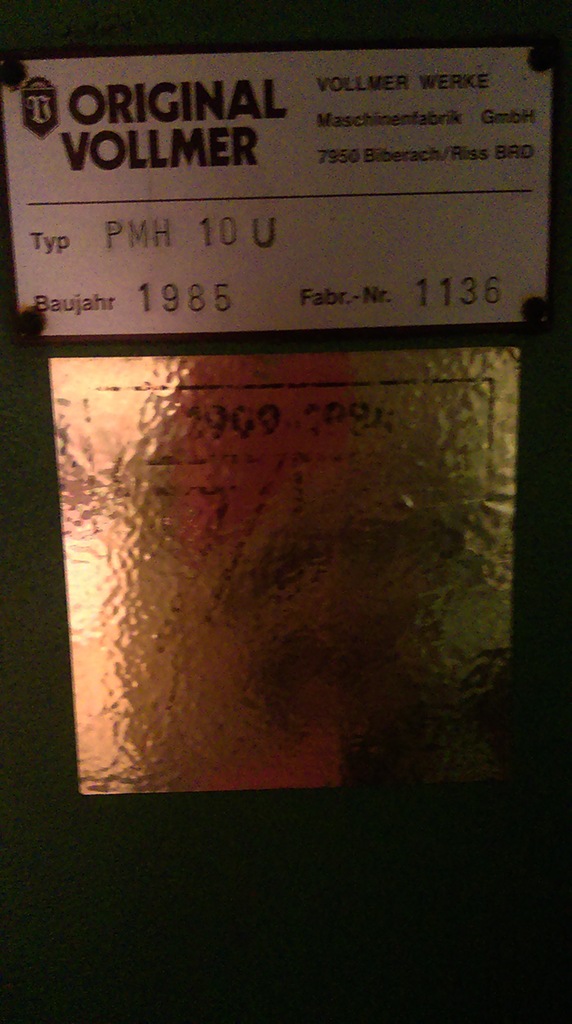 ORIGINAL
VOLLMER
VOLLMER WERKE
Maschinenfabrik GmbH
7950 Biberach/Riss BRD
Typ PMH 10 U
Baujahr 1985 Fabr.-Nr. 1136